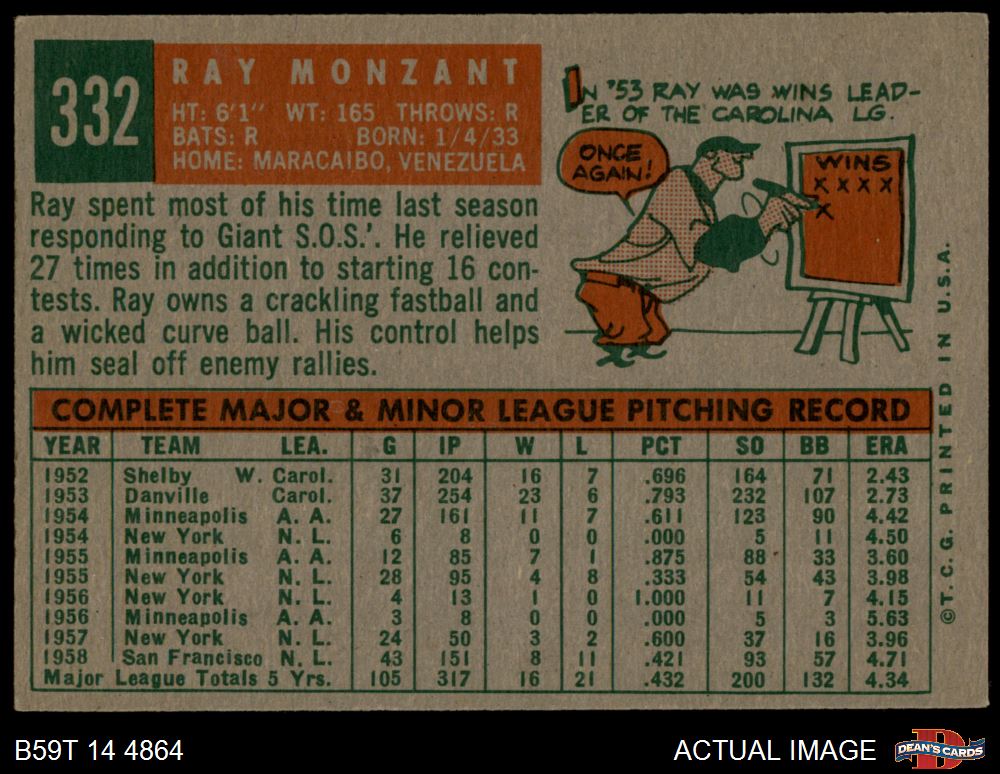 332
RAY MONZANT
HT: 6'1" WT: 165 THROWS: R
BATS: R BORN: 1/4/33
HOME: MARACAIBO, VENEZUELA
Ray spent most of his time last season
responding to Giant S.O.S.'. He relieved
27 times in addition to starting 16 con-
tests. Ray owns a crackling fastball and
a wicked curve ball. His control helps
him seal off enemy rallies.
IN '53 RAY WAS WINS LEAD-
ER OF THE CAROLINA LG.
ONCE
AGAIN!
WINS
X X X X
X
COMPLETE MAJOR & MINOR LEAGUE PITCHING RECORD
YEAR TEAM LEA. G IP W L PCT SO BB ERA
1952 Shelby W. Carol. 31 204 16 7 .696 164 71 2.43
1953 Danville Carol. 37 254 23 6 .793 232 107 2.73
1954 Minneapolis A. A. 27 161 11 7 .611 123 90 4.42
1954 New York N. L. 6 8 0 0 .000 5 11 4.50
1955 Minneapolis A. A. 12 85 7 1 .875 88 33 3.60
1955 New York N. L. 28 95 4 8 .333 54 43 3.98
1956 New York N. L. 4 13 1 0 1.000 11 7 4.15
1956 Minneapolis A. A. 3 8 0 0 .000 5 3 5.63
1957 New York N. L. 24 50 3 2 .600 37 16 3.96
1958 San Francisco N. L. 43 151 8 11 .421 93 57 4.71
Major League Totals 5 Yrs. 105 317 16 21 .432 200 132 4.34
©T. C. G. PRINTED IN U.S.A.
B59T 14 4864
ACTUAL IMAGE
D
DEAN'S CARDS